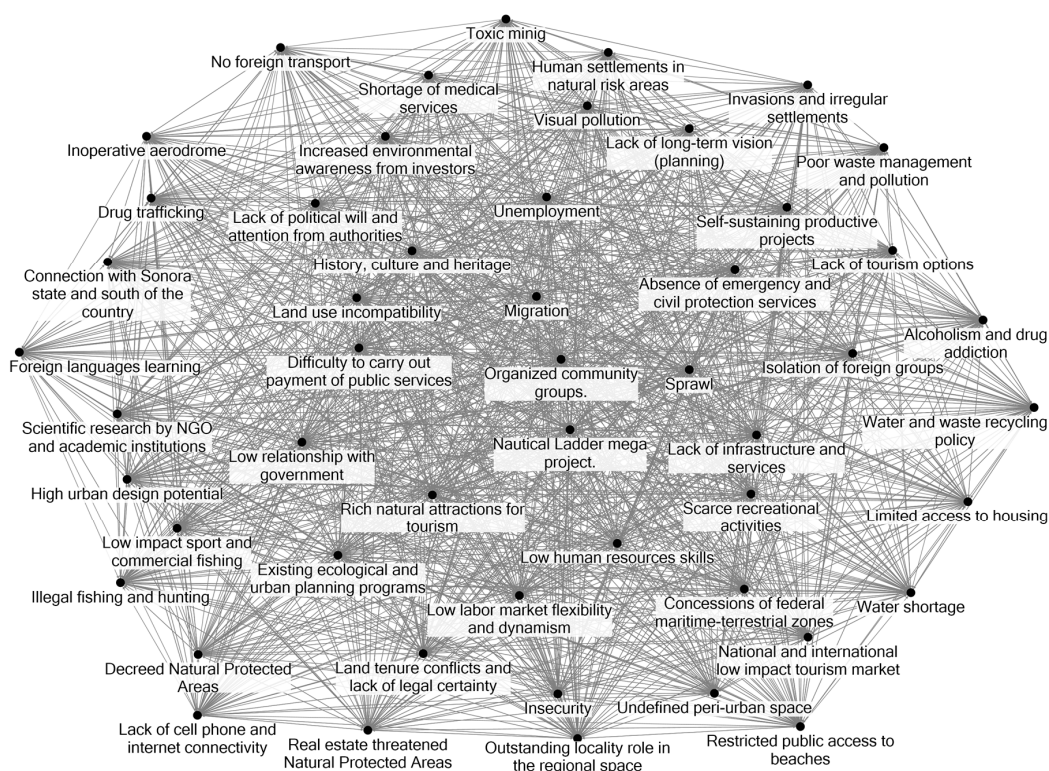 Toxic minig
No foreign transport
Human settlements in
natural risk areas
Shortage of medical
services
Invasions and irregular
settlements
Visual pollution
Lack of long-term vision
(planning)
Inoperative aerodrome
Increased environmental
awareness from investors
Poor waste management
and pollution
Drug trafficking
Lack of political will and
attention from authorities
Unemployment
Self-sustaining productive
projects
History, culture and heritage
Lack of tourism options
Connection with Sonora
state and south of the
country
Absence of emergency and
civil protection services
Land use incompatibility
Migration
Alcoholism and drug
addiction
Foreign languages learning
Difficulty to carry out
payment of public services
Organized community
groups.
Sprawl
Isolation of foreign groups
Scientific research by NGO
and academic institutions
Water and waste recycling
policy
Low relationship with
government
Nautical Ladder mega
project.
Lack of infrastructure and
services
High urban design potential
Rich natural attractions for
tourism
Scarce recreational
activities
Limited access to housing
Low impact sport and
commercial fishing
Existing ecological and
urban planning programs
Low human resources skills
Illegal fishing and hunting
Low labor market flexibility
and dynamism
Concessions of federal
maritime-terrestrial zones
Water shortage
Decreed Natural Protected
Areas
Land tenure conflicts and
lack of legal certainty
National and international
low impact tourism market
Insecurity
Undefined peri-urban space
Lack of cell phone and
internet connectivity
Real estate threatened
Natural Protected Areas
Outstanding locality role in
the regional space
Restricted public access to
beaches